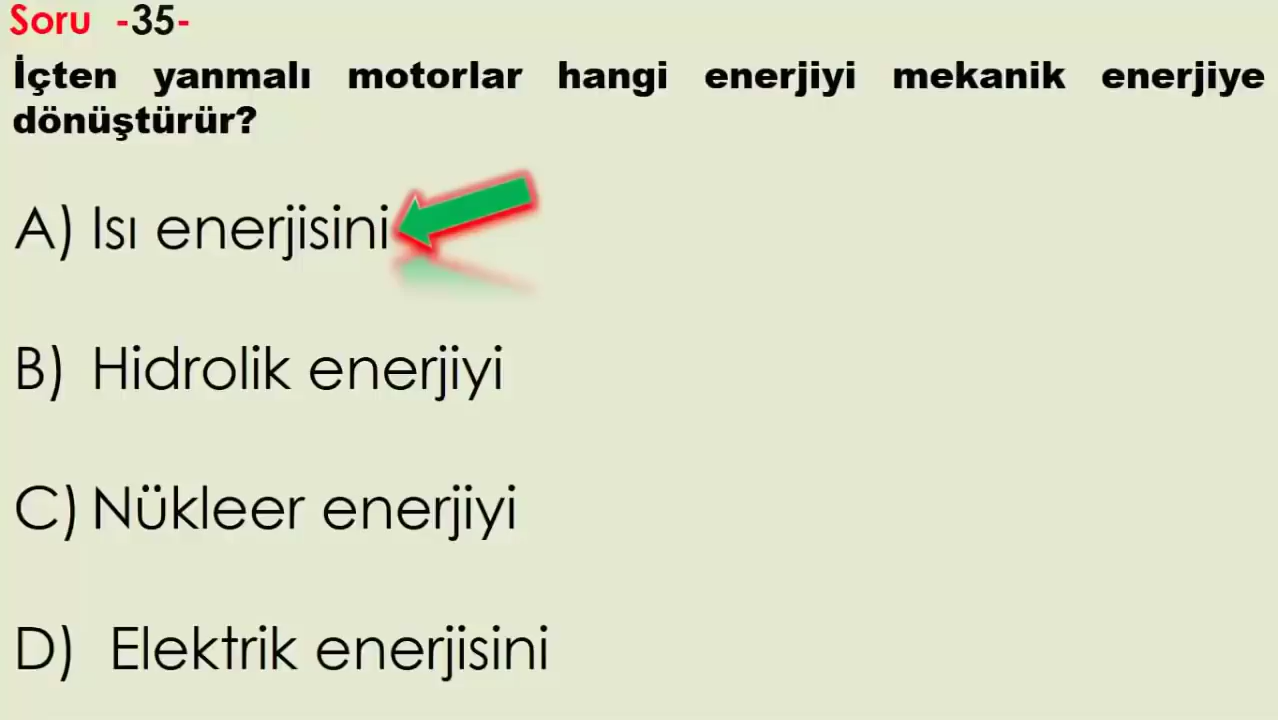 Soru -35-
İçten yanmalı motorlar hangi enerjiyi mekanik enerjiye
dönüştürür?
A) Isı enerjisini
B) Hidrolik enerjiyi
C) Nükleer enerjiyi
D) Elektrik enerjisini